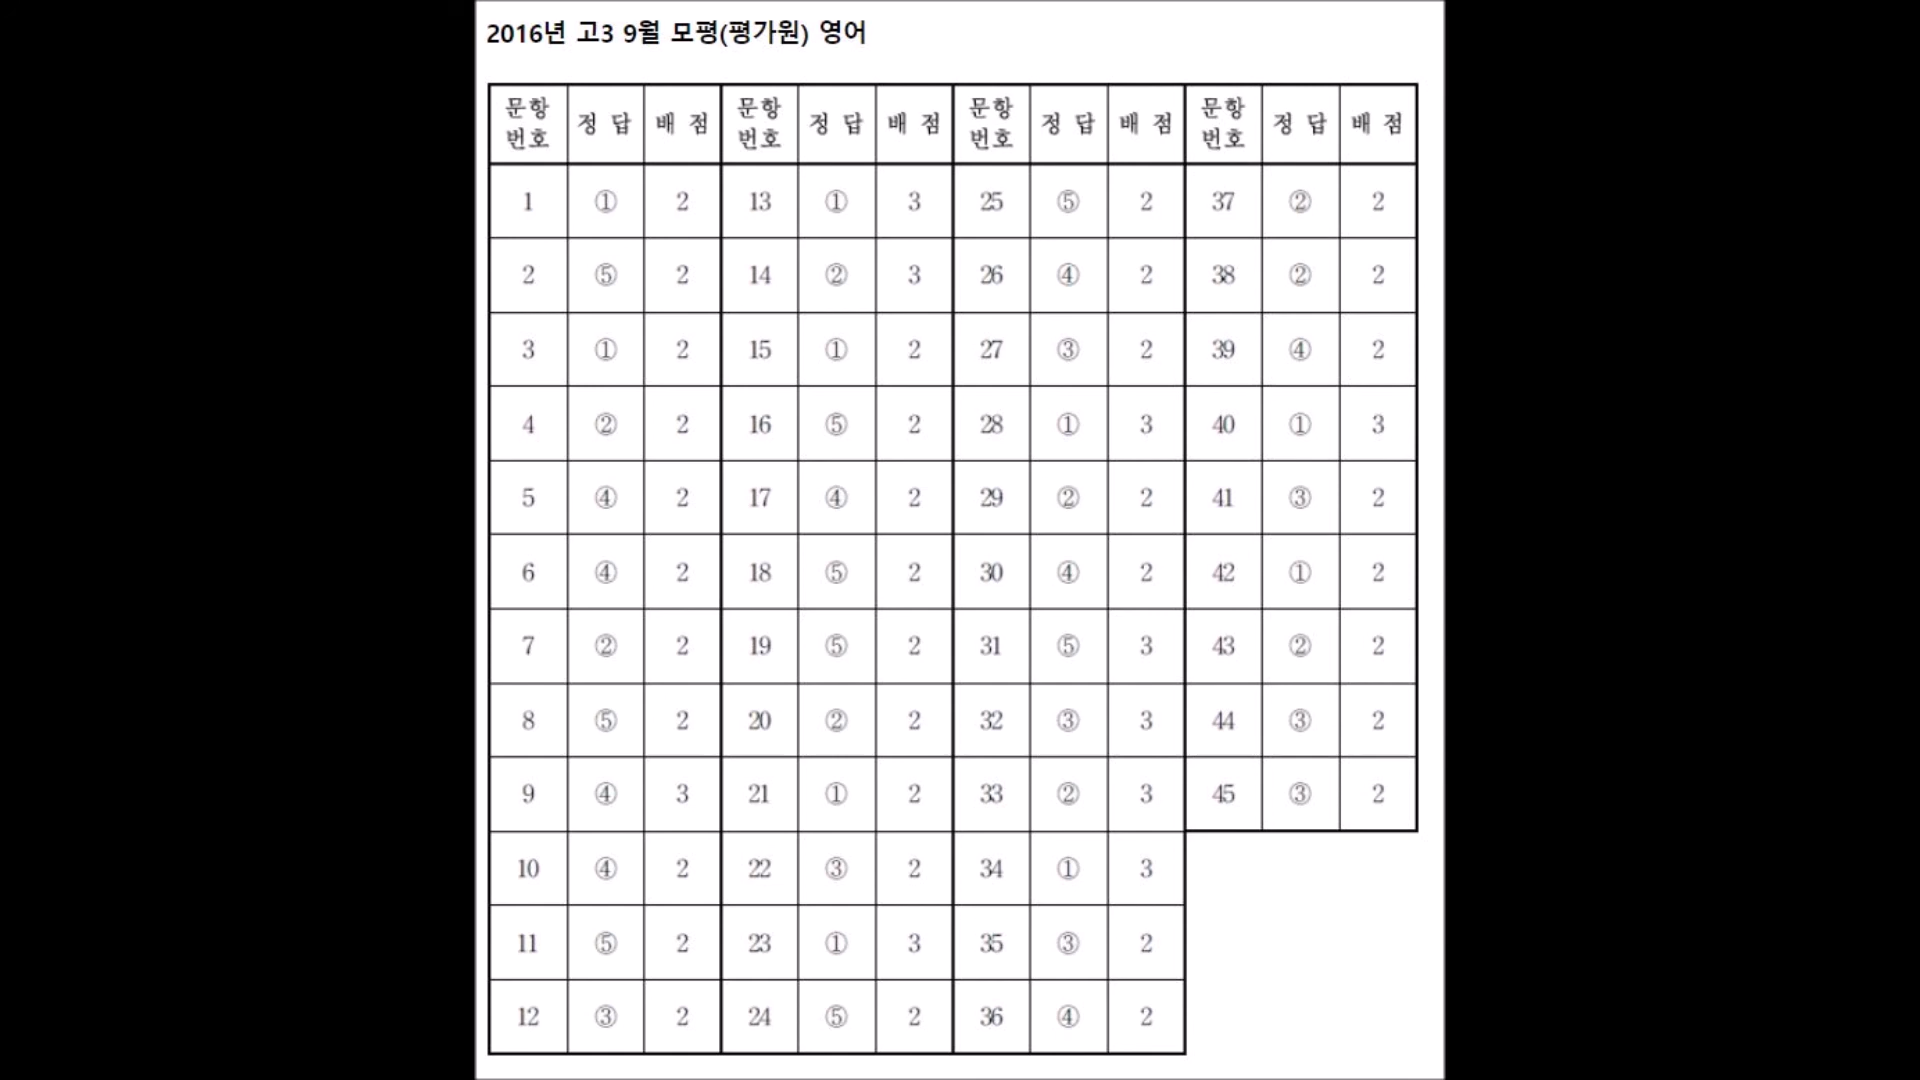 2016년 고3 9월 모평(평가원) 영어
문항 번호 정 답 배 점 문항 번호 정 답 배 점 문항 번호 정 답 배 점 문항 번호 정 답 배 점
1 ① 2 13 ① 3 25 ⑤ 2 37 ② 2
2 ⑤ 2 14 ② 3 26 ④ 2 38 ② 2
3 ① 2 15 ① 2 27 ③ 2 39 ④ 2
4 ② 2 16 ⑤ 2 28 ① 3 40 ① 3
5 ④ 2 17 ④ 2 29 ② 2 41 ③ 2
6 ④ 2 18 ⑤ 2 30 ④ 2 42 ① 2
7 ② 2 19 ⑤ 2 31 ⑤ 3 43 ② 2
8 ⑤ 2 20 ② 2 32 ③ 3 44 ③ 2
9 ④ 3 21 ① 2 33 ② 3 45 ③ 2
10 ④ 2 22 ③ 2 34 ① 3
11 ⑤ 2 23 ① 3 35 ③ 2
12 ③ 2 24 ⑤ 2 36 ④ 2